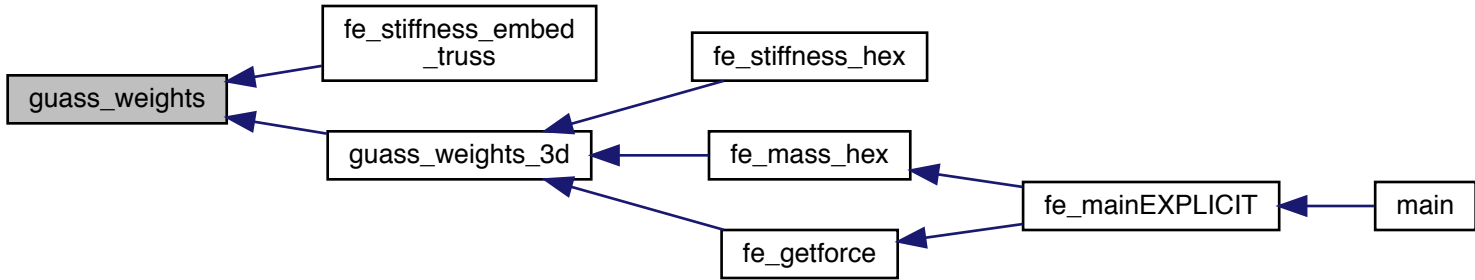 guass_weights
fe_stiffness_embed
_truss
guass_weights_3d
fe_stiffness_hex
fe_mass_hex
fe_getforce
fe_mainEXPLICIT
main